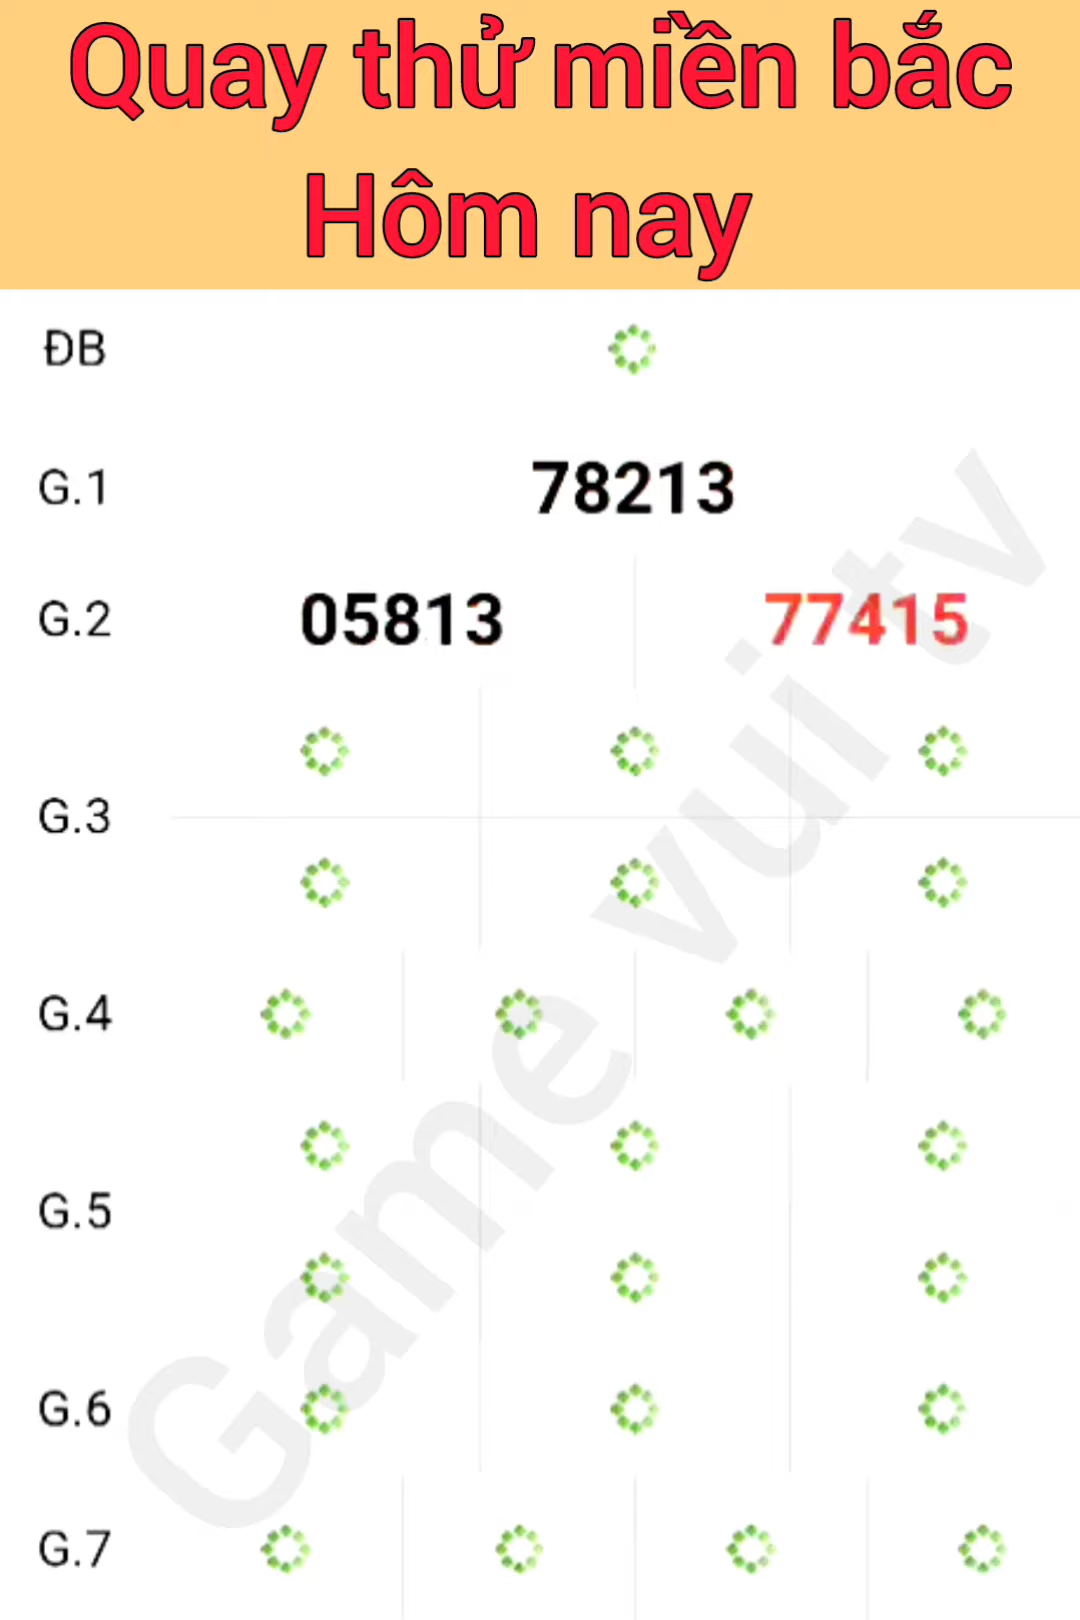 Quay thử miền bắc
Hôm nay
ĐB
G.1 78213
G.2 05813 77415
G.3
G.4
G.5
G.6
G.7
Game vui tv